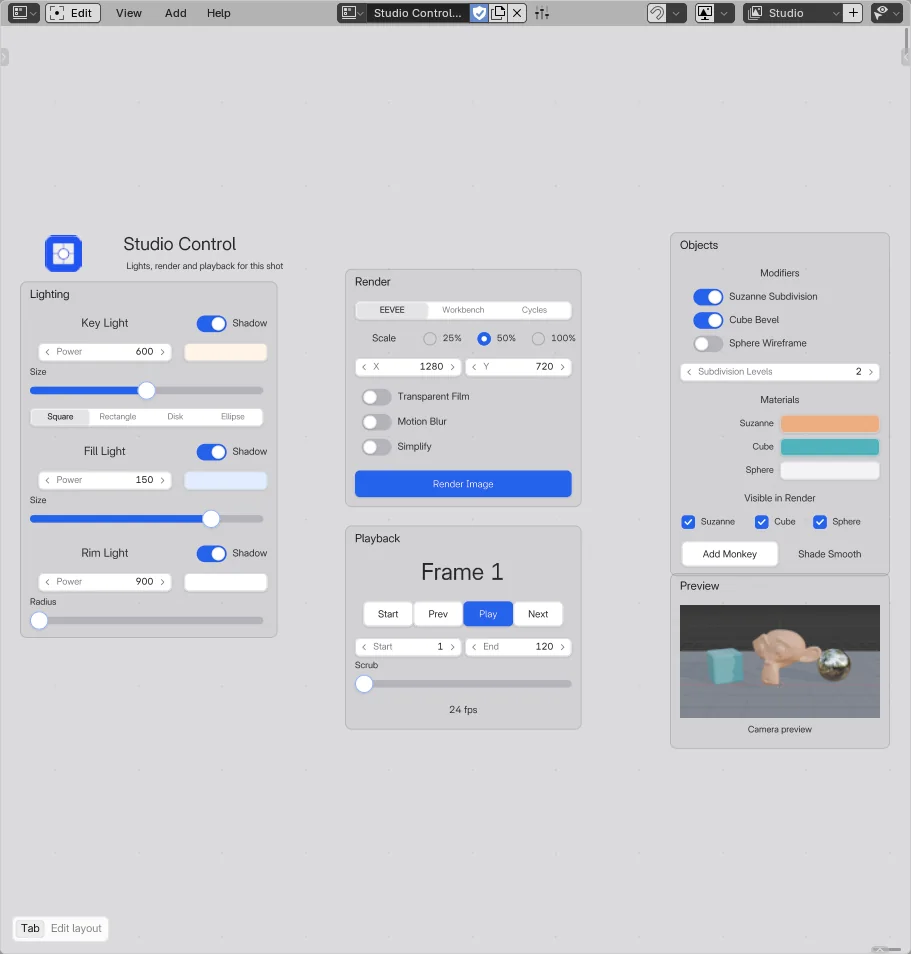 Edit View Add Help Studio Control... Studio
Studio Control
Lights, render and playback for this shot
Lighting
Key Light Shadow
Power 600
Size
Square Rectangle Disk Ellipse
Fill Light Shadow
Power 150
Size
Rim Light Shadow
Power 900
Radius
Render
EEVEE Workbench Cycles
Scale 25% 50% 100%
X 1280 Y 720
Transparent Film
Motion Blur
Simplify
Render Image
Playback
Frame 1
Start Prev Play Next
Start 1 End 120
Scrub
24 fps
Objects
Modifiers
Suzanne Subdivision
Cube Bevel
Sphere Wireframe
Subdivision Levels 2
Materials
Suzanne
Cube
Sphere
Visible in Render
Suzanne Cube Sphere
Add Monkey Shade Smooth
Preview
Camera preview
Tab Edit layout